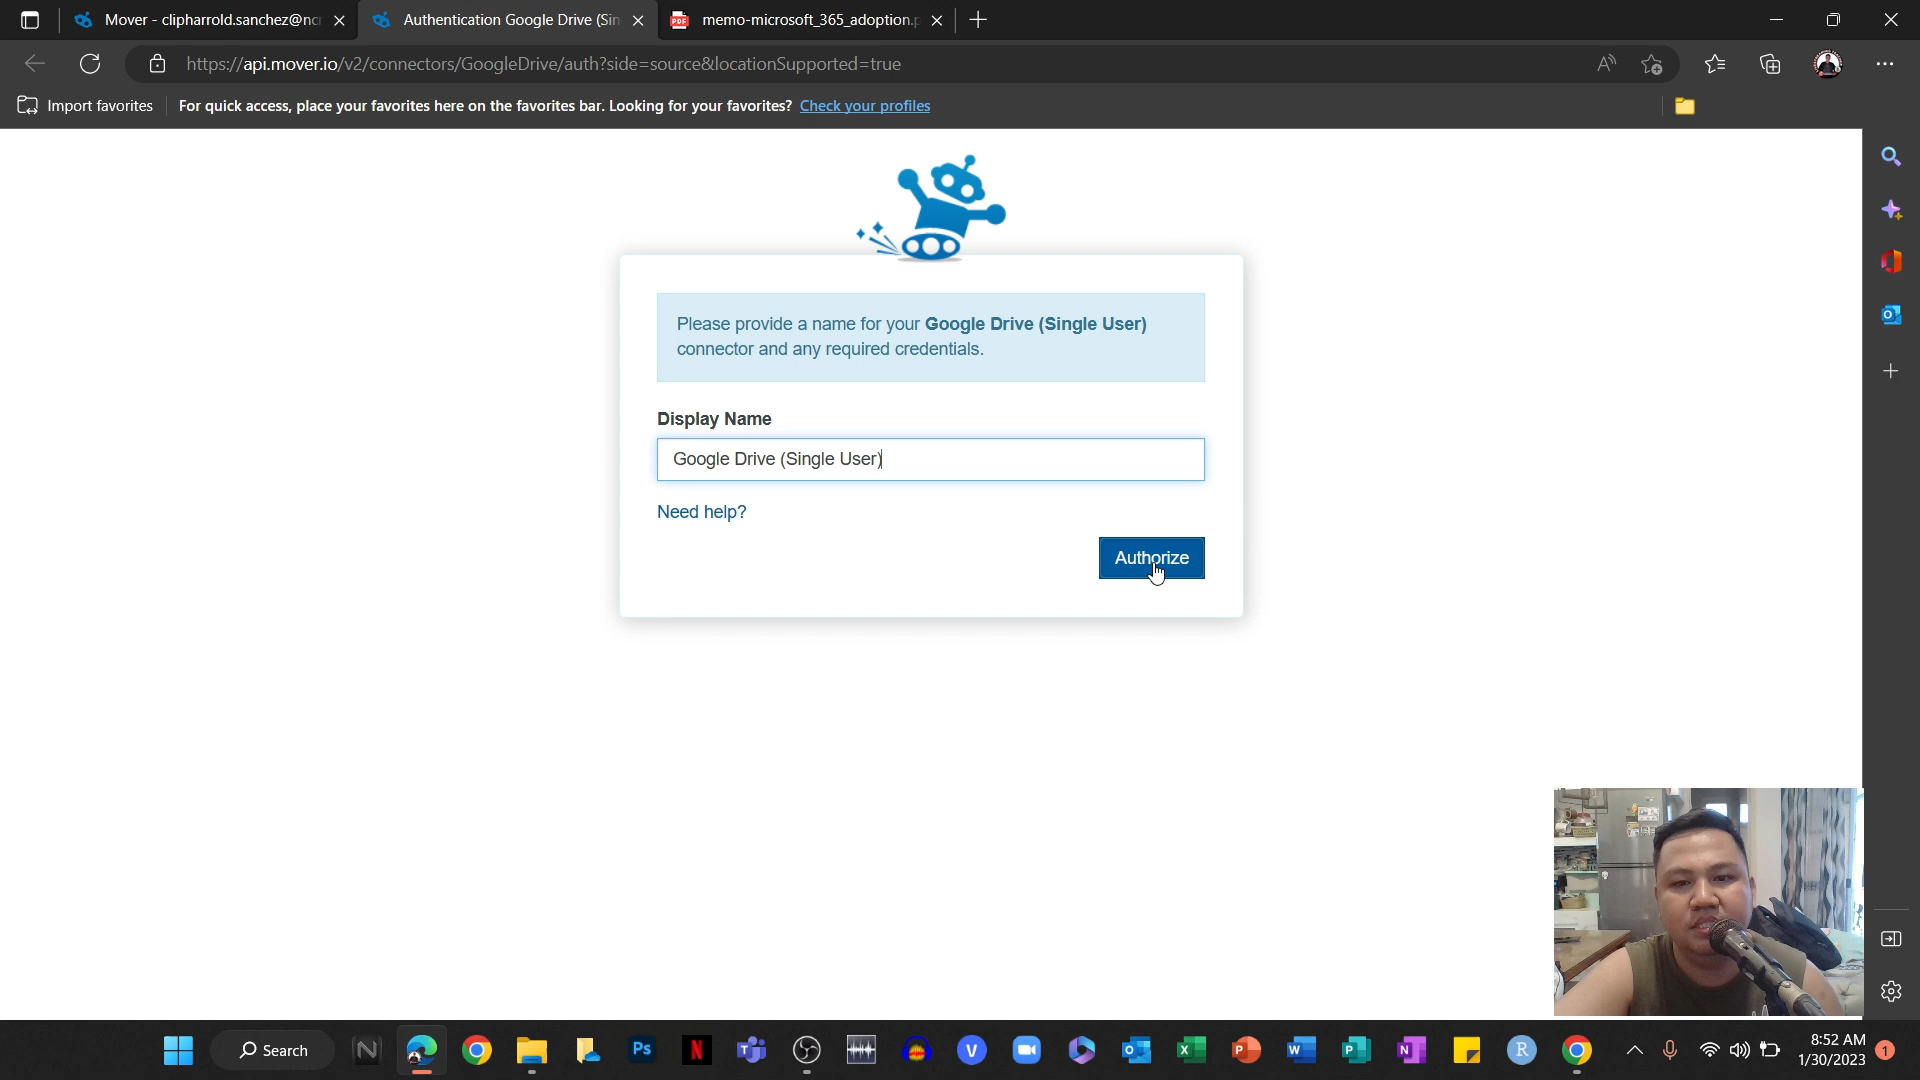 Mover - clipharrold.sanchez@nc
Authentication Google Drive (Sin
PDF
memo-microsoft_365_adoption.p
https://api.mover.io/v2/connectors/GoogleDrive/auth?side=source&locationSupported=true
Import favorites
For quick access, place your favorites here on the favorites bar. Looking for your favorites? Check your profiles
Please provide a name for your Google Drive (Single User)
connector and any required credentials.
Display Name
Google Drive (Single User)
Need help?
Authorize
Search
8:52 AM
1/30/2023
1